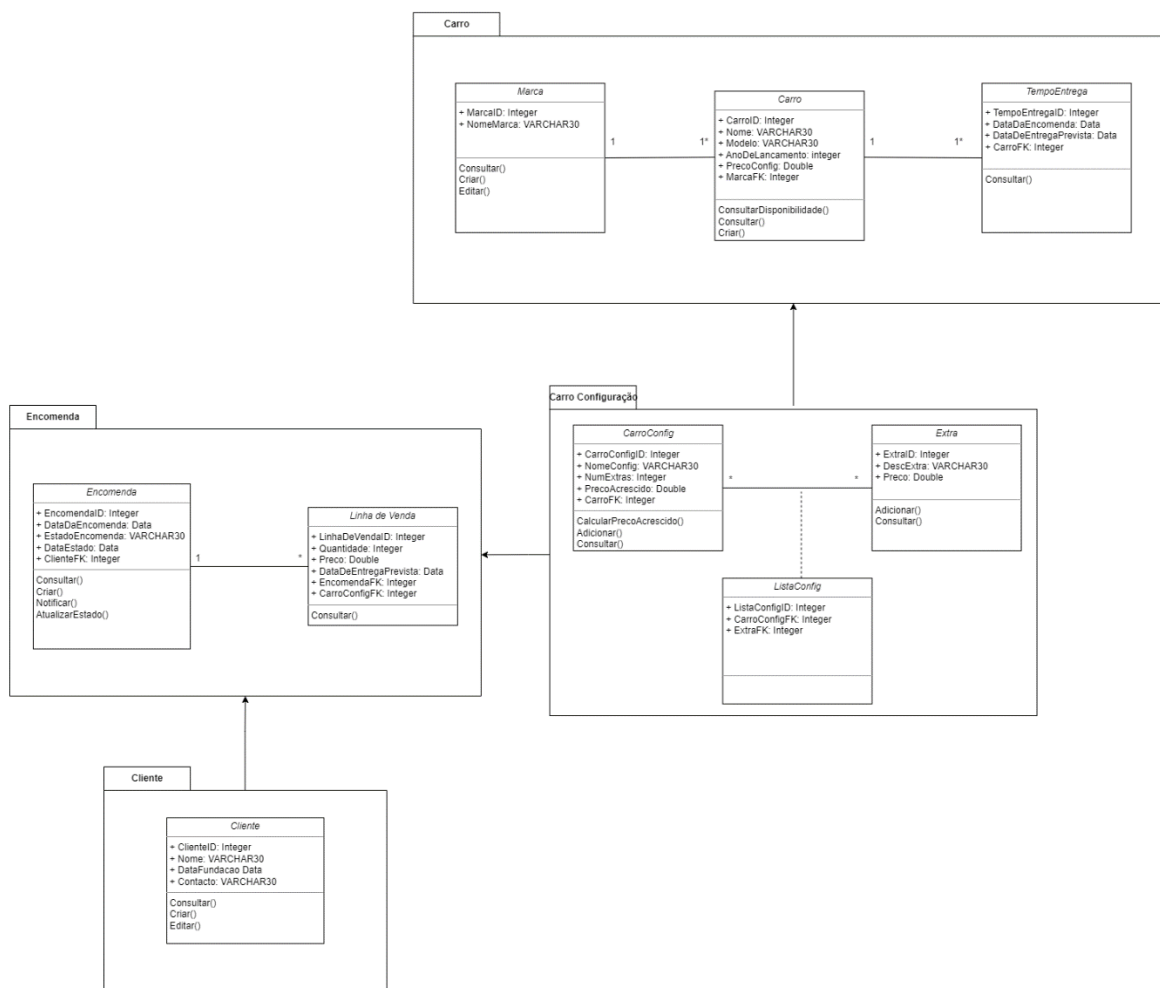 Carro
Marca
+ MarcaID: Integer
+ NomeMarca: VARCHAR30
Consultar()
Criar()
Editar()
1
1*
Carro
+ CarroID: Integer
+ Nome: VARCHAR30
+ Modelo: VARCHAR30
+ AnoDeLancamento: integer
+ PrecoConfig: Double
+ MarcaFK: Integer
ConsultarDisponibilidade()
Consultar()
Criar()
1
1*
TempoEntrega
+ TempoEntregaID: Integer
+ DataDaEncomenda: Data
+ DataDeEntregaPrevista: Data
+ CarroFK: Integer
Consultar()
Carro Configuração
CarroConfig
+ CarroConfigID: Integer
+ NomeConfig: VARCHAR30
+ NumExtras: Integer
+ PrecoAcrescido: Double
+ CarroFK: Integer
CalcularPrecoAcrescido()
Adicionar()
Consultar()
*
*
Extra
+ ExtraID: Integer
+ DescExtra: VARCHAR30
+ Preco: Double
Adicionar()
Consultar()
ListaConfig
+ ListaConfigID: Integer
+ CarroConfigFK: Integer
+ ExtraFK: Integer
Encomenda
Encomenda
+ EncomendaID: Integer
+ DataDaEncomenda: Data
+ EstadoEncomenda: VARCHAR30
+ DataEstado: Data
+ ClienteFK: Integer
Consultar()
Criar()
Notificar()
AtualizarEstado()
1
*
Linha de Venda
+ LinhaDeVendaID: Integer
+ Quantidade: Integer
+ Preco: Double
+ DataDeEntregaPrevista: Data
+ EncomendaFK: Integer
+ CarroConfigFK: Integer
Consultar()
Cliente
Cliente
+ ClienteID: Integer
+ Nome: VARCHAR30
+ DataFundacao Data
+ Contacto: VARCHAR30
Consultar()
Criar()
Editar()